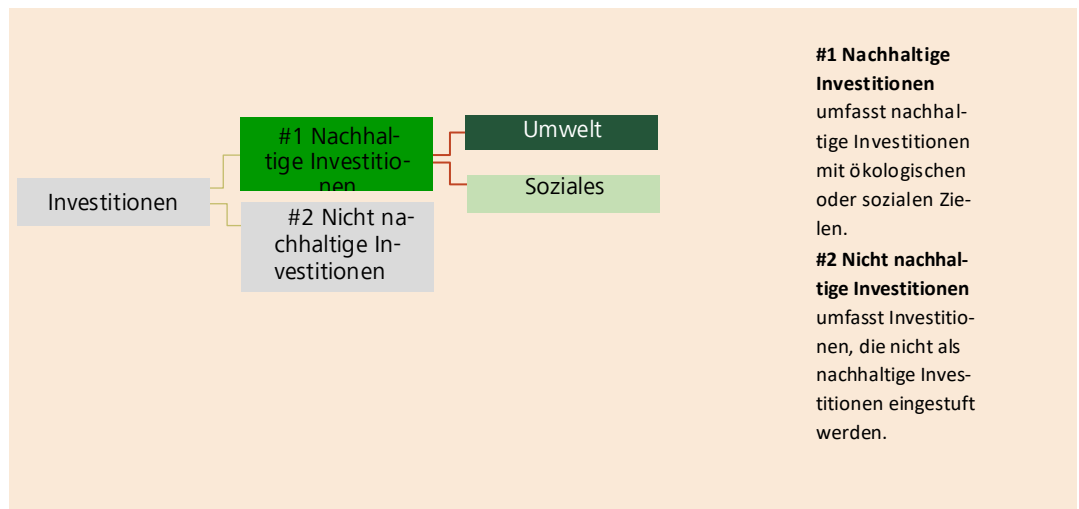 Investitionen
#1 Nachhal-
tige Investitio-
nen
#2 Nicht na-
chhaltige In-
vestitionen
Umwelt
Soziales
#1 Nachhaltige
Investitionen
umfasst nachhal-
tige Investitionen
mit ökologischen
oder sozialen Zie-
len.
#2 Nicht nachhal-
tige Investitionen
umfasst Investitio-
nen, die nicht als
nachhaltige Inves-
titionen eingestuft
werden.